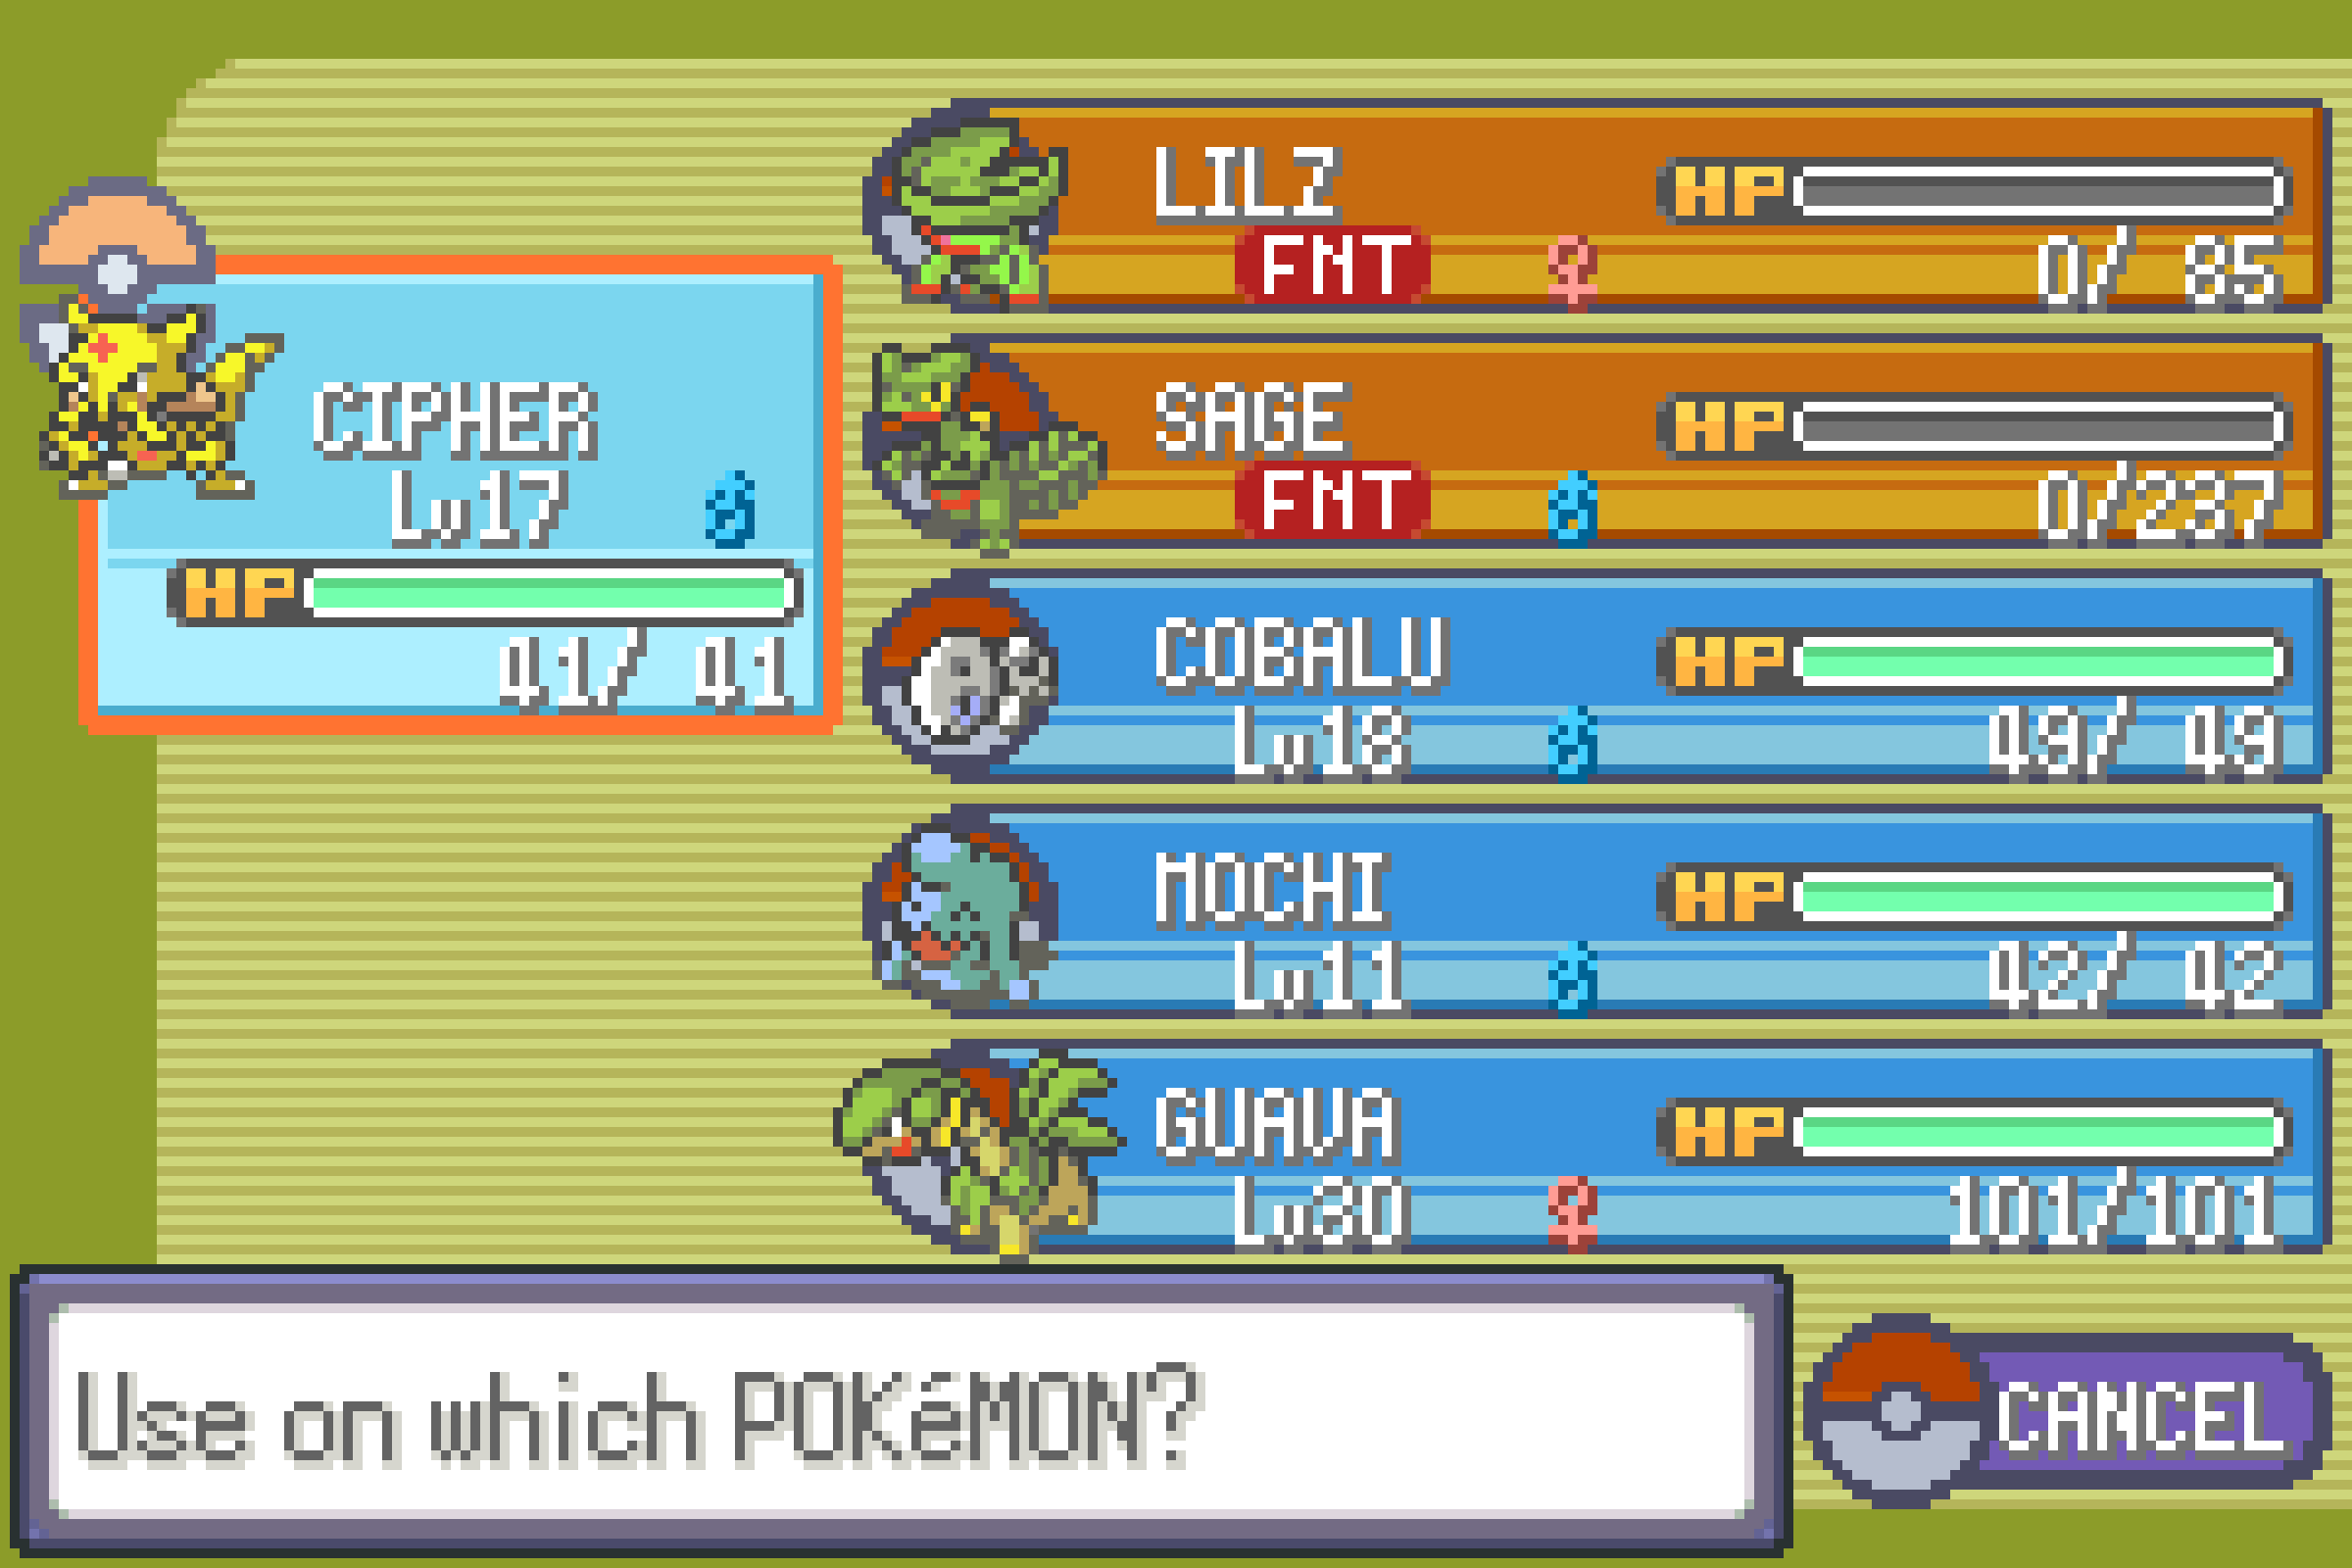 CIPHER
Lv17 ♂
HP
41/ 41
LILZ
HP
FNT ♀
0/ 85
SAGE
HP
FNT ♂
0/237
COBALU
HP
Lv18 ♂
49/ 49
MOCHI
HP
Lv11 ♂
42/ 42
GUAVA
HP
Lv30 ♀
101/101
Use on which POKéMON?
CANCEL